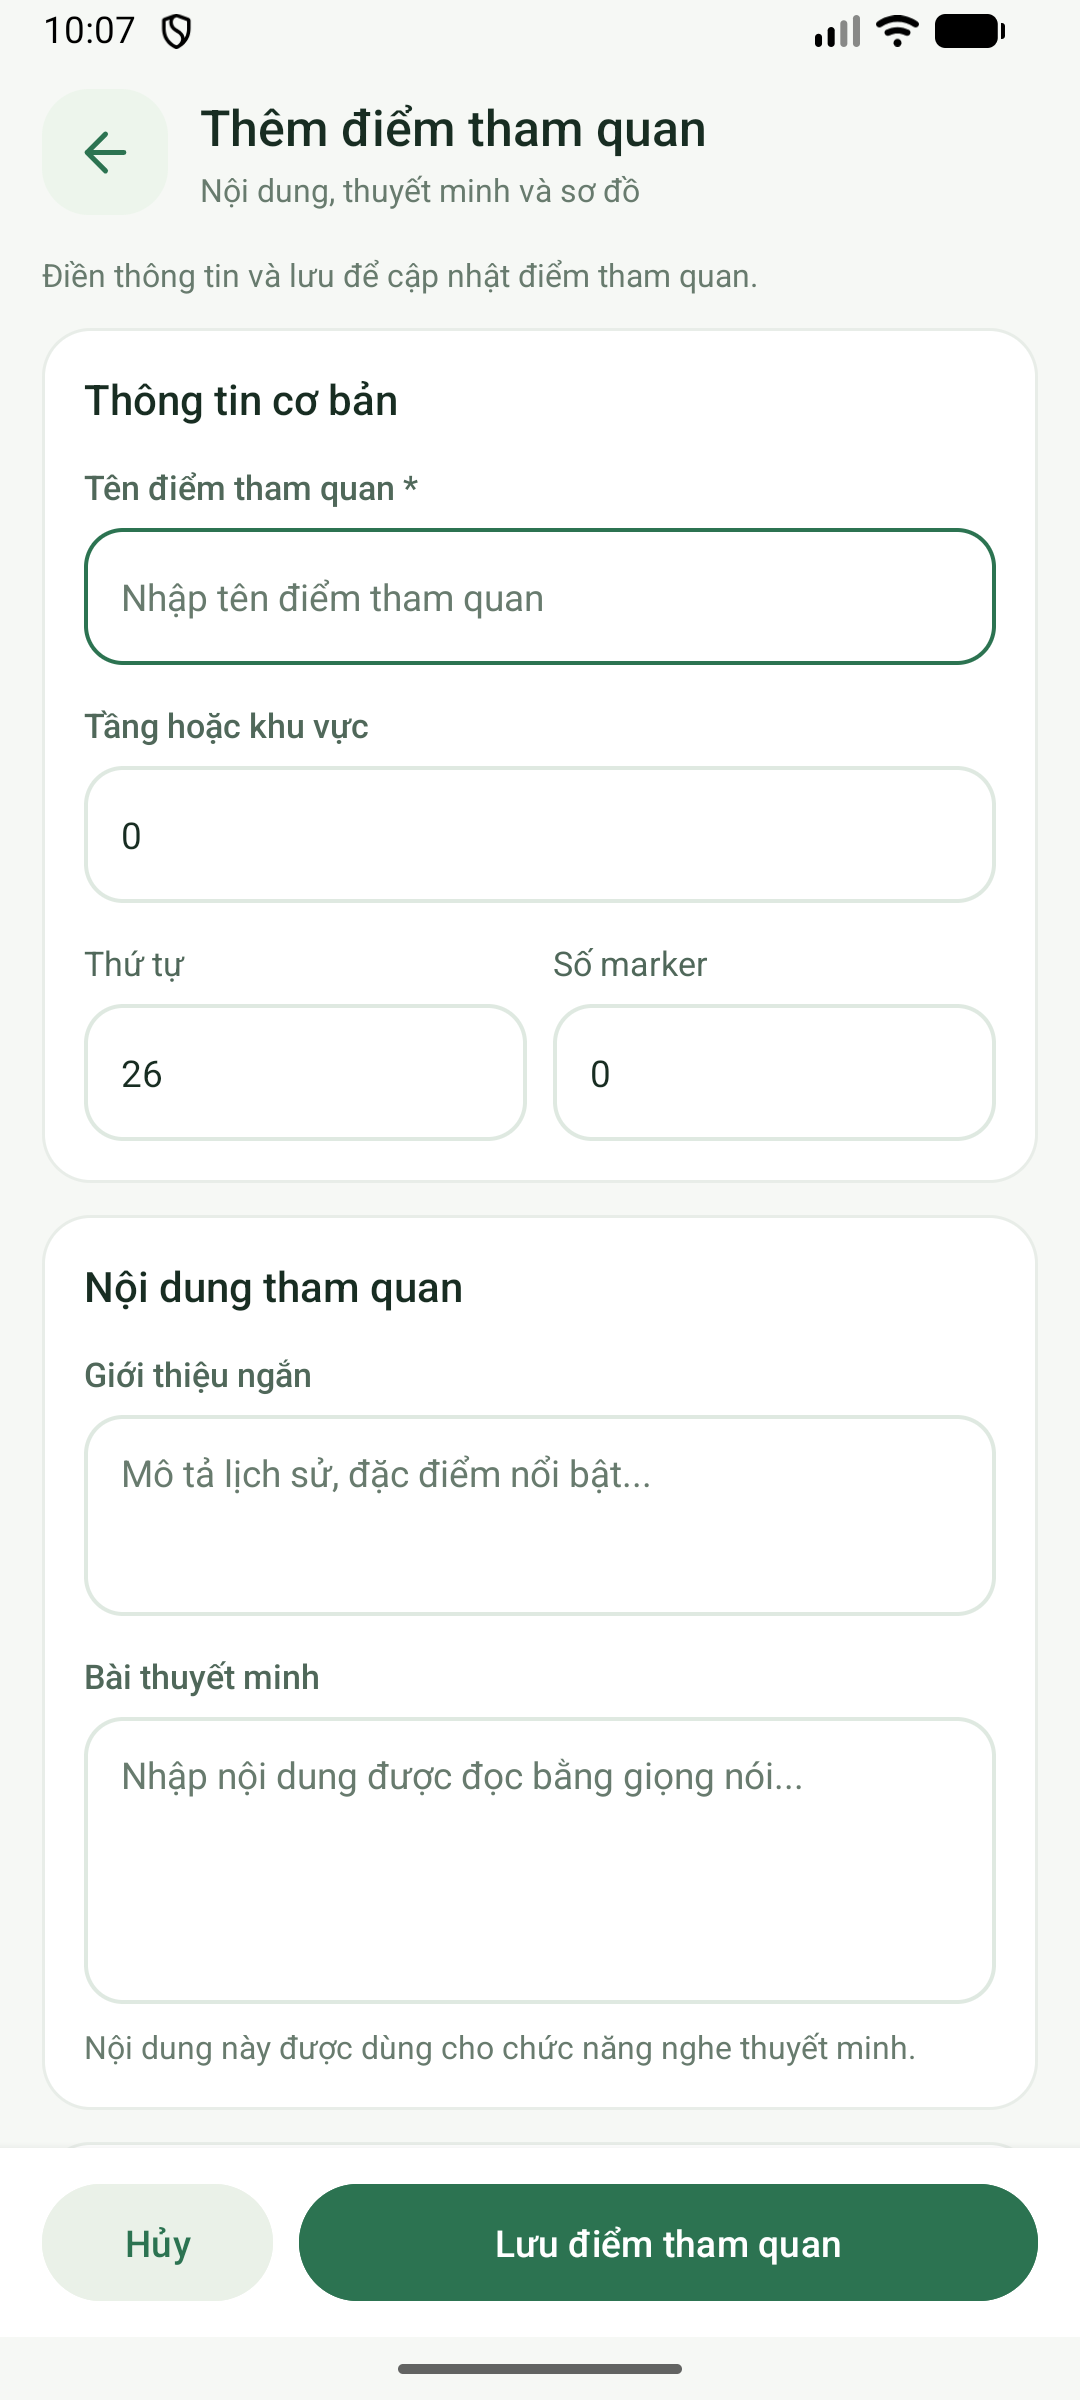 10:07
Thêm điểm tham quan
Nội dung, thuyết minh và sơ đồ
Điền thông tin và lưu để cập nhật điểm tham quan.
Thông tin cơ bản
Tên điểm tham quan *
Nhập tên điểm tham quan
Tầng hoặc khu vực
0
Thứ tự
Số marker
26
0
Nội dung tham quan
Giới thiệu ngắn
Mô tả lịch sử, đặc điểm nổi bật...
Bài thuyết minh
Nhập nội dung được đọc bằng giọng nói...
Nội dung này được dùng cho chức năng nghe thuyết minh.
Hủy
Lưu điểm tham quan